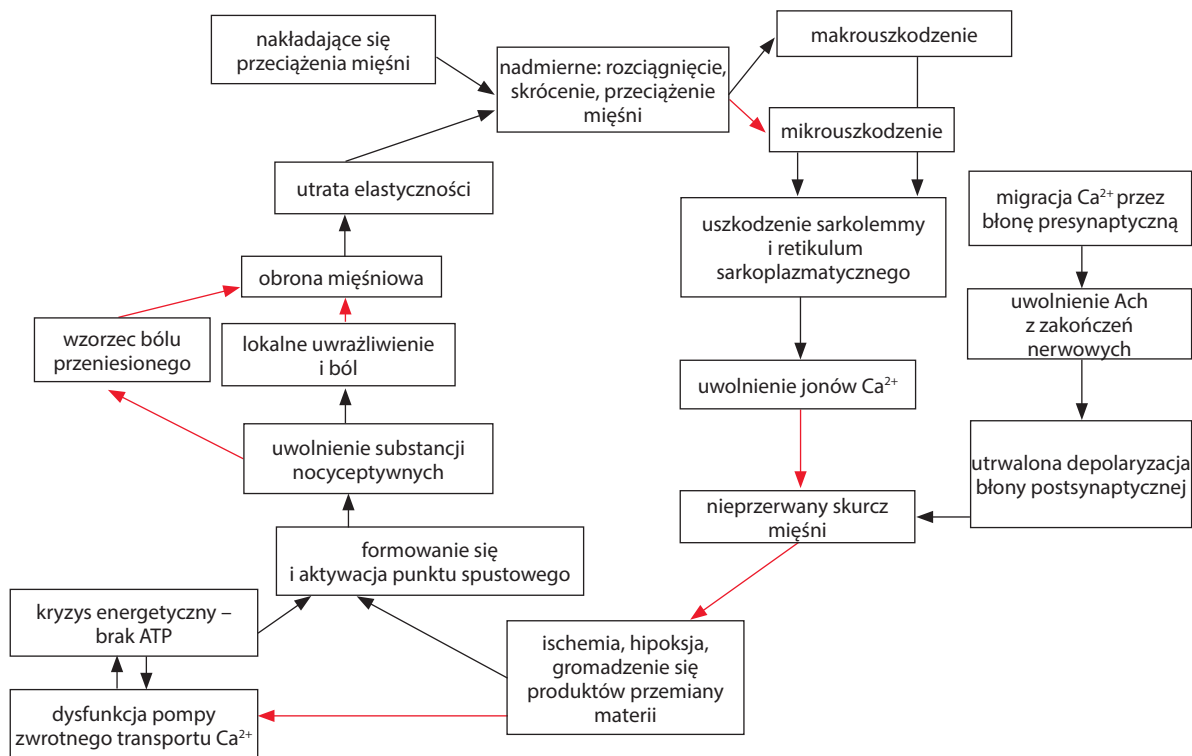 nakładające się
przeciążenia mięśni
nadmierne: rozciągnięcie,
skrócenie, przeciążenie
mięśni
makrouszkodzenie
mikrouszkodzenie
utrata elastyczności
uszkodzenie sarkolemmy
i retikulum
sarkoplazmatycznego
migracja Ca²⁺ przez
błonę presynaptyczną
obrona mięśniowa
uwolnienie Ach
z zakończeń
nerwowych
wzorzec bólu
przeniesionego
lokalne uwrażliwienie
i ból
uwolnienie jonów Ca²⁺
uwolnienie substancji
nocyceptywnych
utrwalona depolaryzacja
błony postsynaptycznej
nieprzerwany skurcz
mięśni
formowanie się
i aktywacja punktu spustowego
kryzys energetyczny –
brak ATP
ischemia, hipoksja,
gromadzenie się
produktów przemiany
materii
dysfunkcja pompy
zwrotnego transportu Ca²⁺